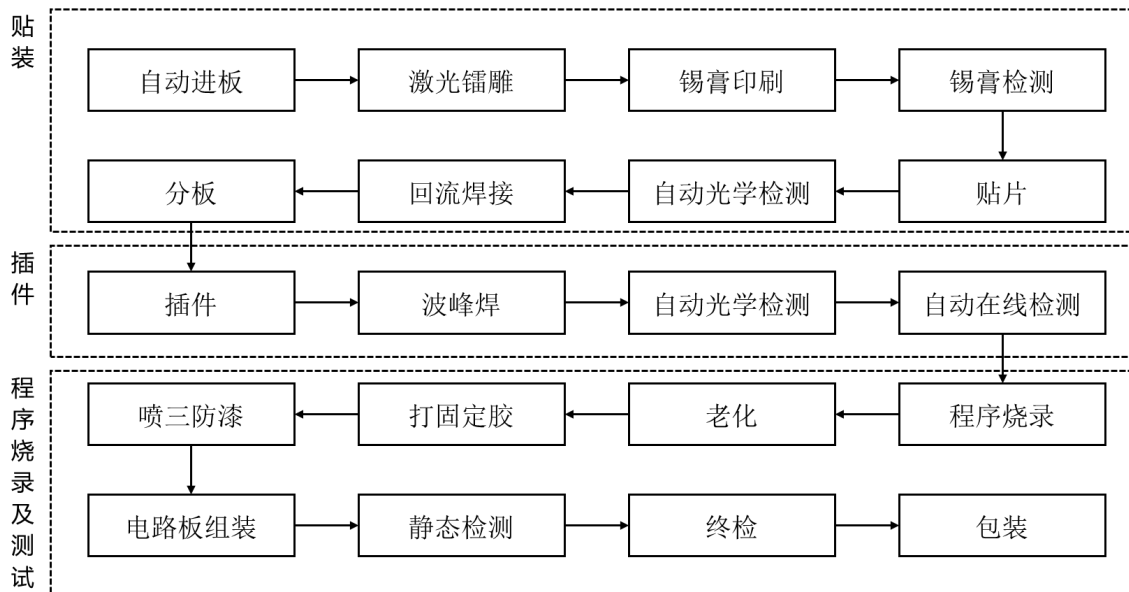 贴装
自动进板
激光镭雕
锡膏印刷
锡膏检测
分板
回流焊接
自动光学检测
贴片
插件
插件
波峰焊
自动光学检测
自动在线检测
程序烧录及测试
喷三防漆
打固定胶
老化
程序烧录
电路板组装
静态检测
终检
包装